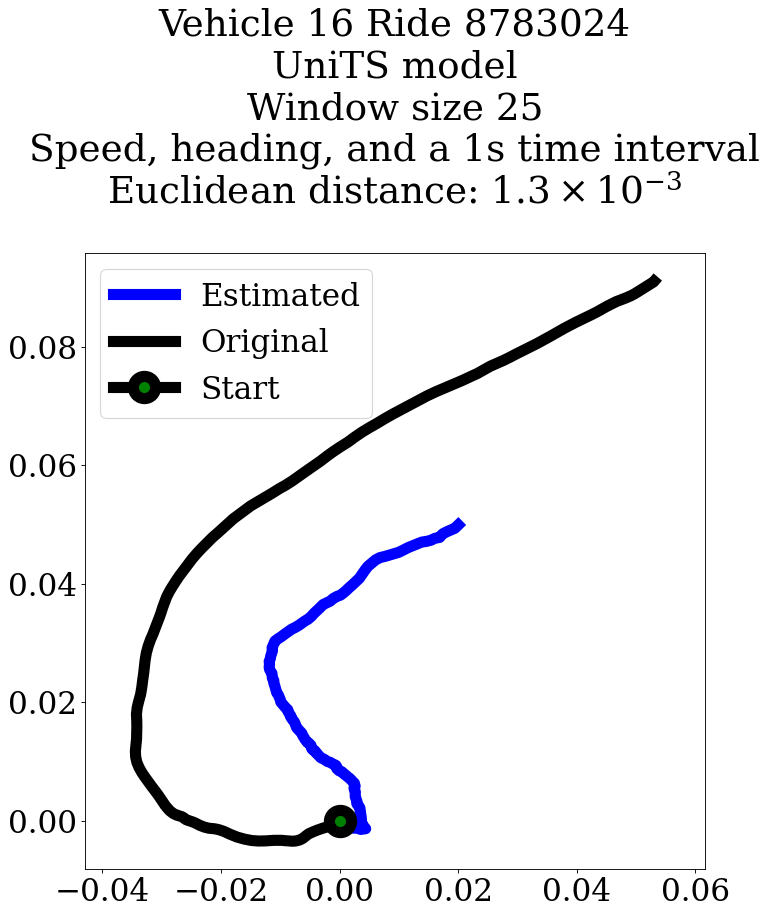 Vehicle 16 Ride 8783024
UniTS model
Window size 25
Speed, heading, and a 1s time interval
Euclidean distance: 1.3 × 10⁻³
Estimated
Original
Start
0.08
0.06
0.04
0.02
0.00
−0.04 −0.02 0.00 0.02 0.04 0.06